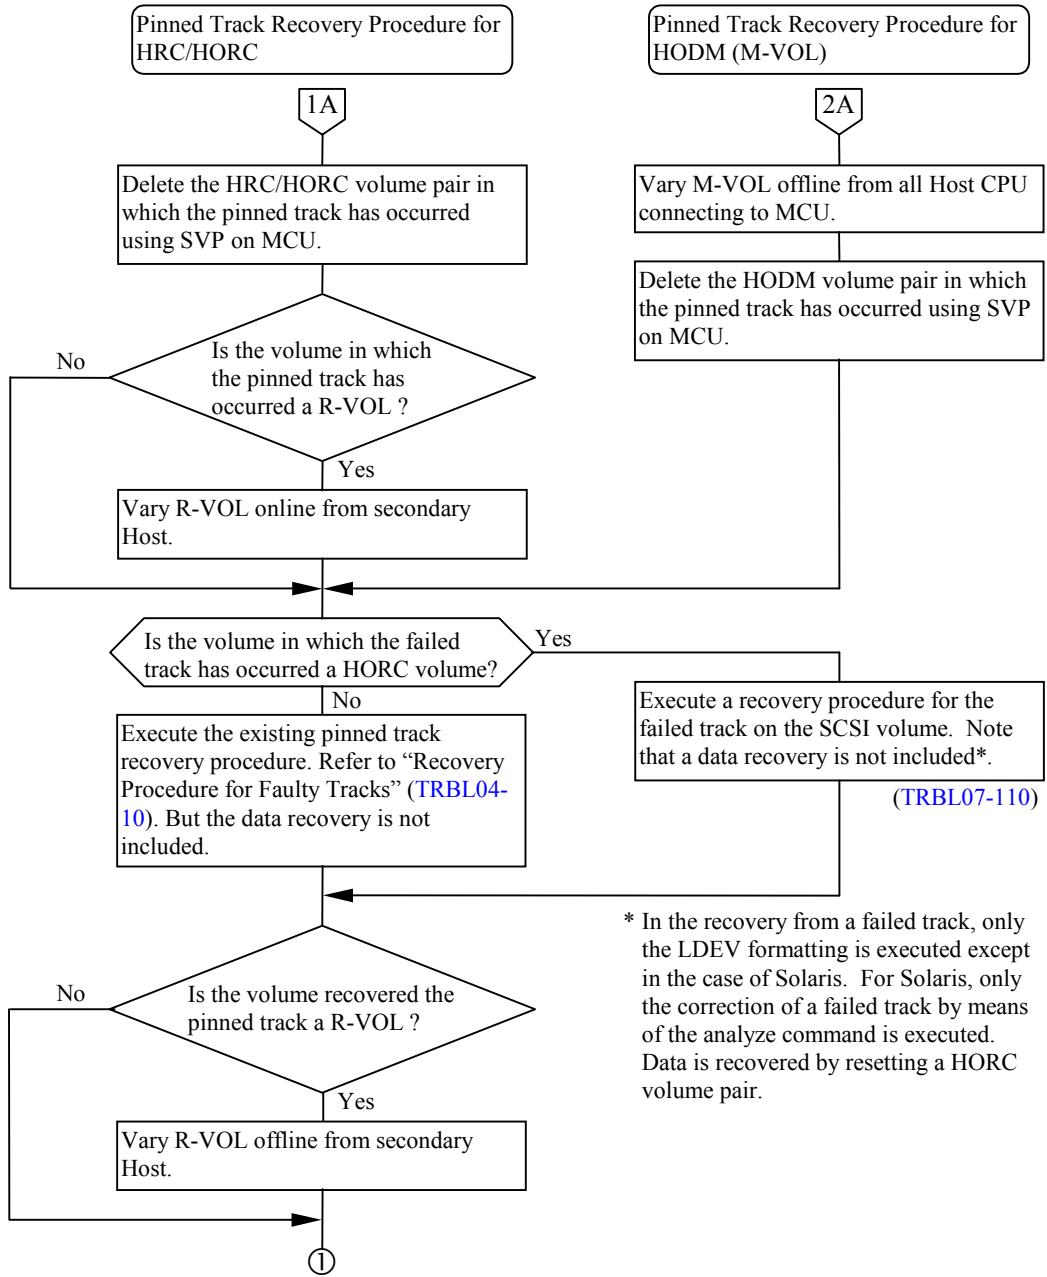 Pinned Track Recovery Procedure for
HRC/HORC
1A
Delete the HRC/HORC volume pair in
which the pinned track has occurred
using SVP on MCU.
Is the volume in which
the pinned track has
occurred a R-VOL ?
No
Yes
Vary R-VOL online from secondary
Host.
Pinned Track Recovery Procedure for
HODM (M-VOL)
2A
Vary M-VOL offline from all Host CPU
connecting to MCU.
Delete the HODM volume pair in which
the pinned track has occurred using SVP
on MCU.
Is the volume in which the failed
track has occurred a HORC volume?
Yes
No
Execute the existing pinned track
recovery procedure. Refer to “Recovery
Procedure for Faulty Tracks” (TRBL04-
10). But the data recovery is not
included.
Execute a recovery procedure for the
failed track on the SCSI volume.  Note
that a data recovery is not included*.
(TRBL07-110)
Is the volume recovered the
pinned track a R-VOL ?
No
Yes
Vary R-VOL offline from secondary
Host.
①
* In the recovery from a failed track, only
the LDEV formatting is executed except
in the case of Solaris.  For Solaris, only
the correction of a failed track by means
of the analyze command is executed.
Data is recovered by resetting a HORC
volume pair.